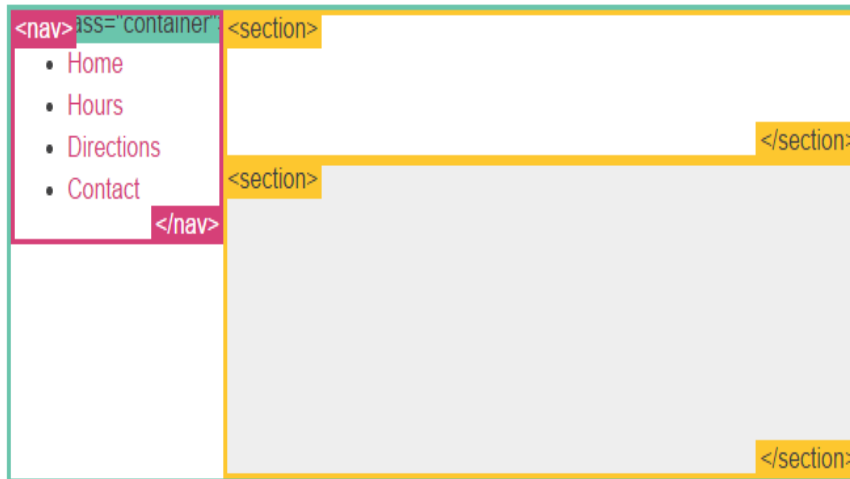 <nav> ass="container"
<section>
Home
Hours
Directions
Contact
</nav>
</section>
<section>
</section>